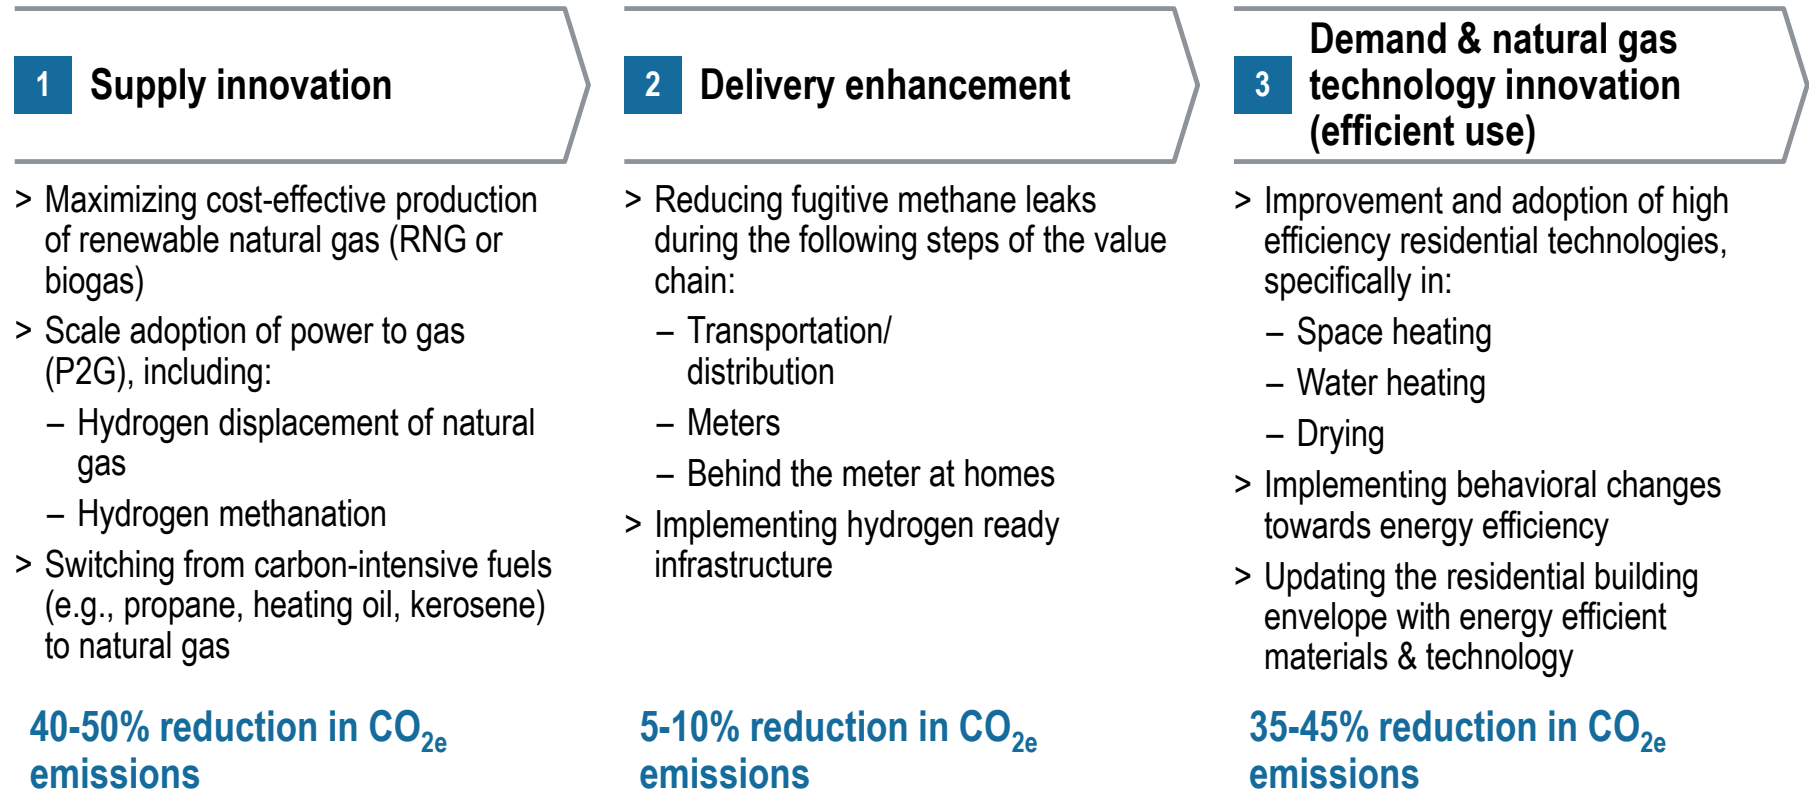 1
Supply innovation
> Maximizing cost-effective production
of renewable natural gas (RNG or
biogas)
> Scale adoption of power to gas
(P2G), including:
– Hydrogen displacement of natural
gas
– Hydrogen methanation
> Switching from carbon-intensive fuels
(e.g., propane, heating oil, kerosene)
to natural gas
40-50% reduction in CO2e
emissions
2
Delivery enhancement
> Reducing fugitive methane leaks
during the following steps of the value
chain:
– Transportation/
distribution
– Meters
– Behind the meter at homes
> Implementing hydrogen ready
infrastructure
5-10% reduction in CO2e
emissions
3
Demand & natural gas
technology innovation
(efficient use)
> Improvement and adoption of high
efficiency residential technologies,
specifically in:
– Space heating
– Water heating
– Drying
> Implementing behavioral changes
towards energy efficiency
> Updating the residential building
envelope with energy efficient
materials & technology
35-45% reduction in CO2e
emissions